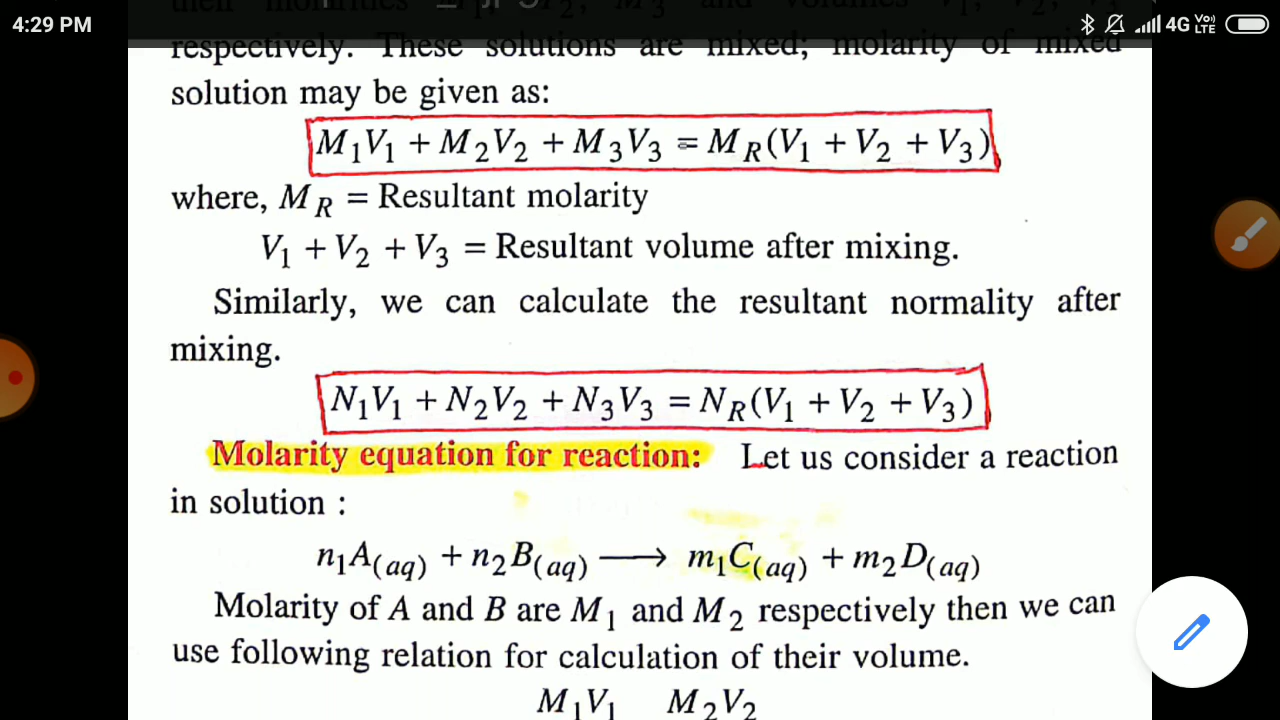 4:29 PM
4G Vo) LTE
respectively. These solutions are mixed; molarity of mixed
solution may be given as:
M₁V₁ + M₂V₂ + M₃V₃ = M_R(V₁ + V₂ + V₃)
where, M_R = Resultant molarity
V₁ + V₂ + V₃ = Resultant volume after mixing.
Similarly, we can calculate the resultant normality after
mixing.
N₁V₁ + N₂V₂ + N₃V₃ = N_R(V₁ + V₂ + V₃)
Molarity equation for reaction: Let us consider a reaction
in solution :
n₁A(aq) + n₂B(aq) ⟶ m₁C(aq) + m₂D(aq)
Molarity of A and B are M₁ and M₂ respectively then we can
use following relation for calculation of their volume.
M₁V₁ M₂V₂